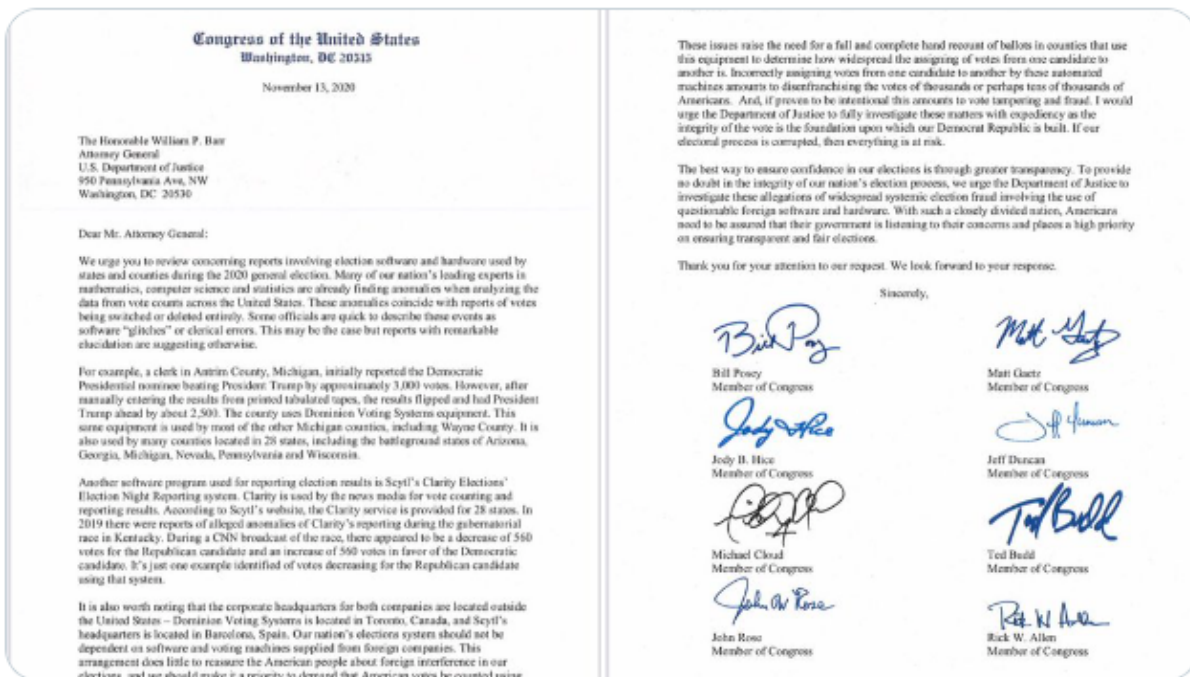 Congress of the United States
Washington, DC 20515
November 13, 2020
The Honorable William P. Barr
Attorney General
U.S. Department of Justice
950 Pennsylvania Ave, NW
Washington, DC 20530
Dear Mr. Attorney General:
We urge you to review concerning reports involving election software and hardware used by
states and counties during the 2020 general election. Many of our nation's leading experts in
mathematics, computer science and statistics are already finding anomalies when analyzing the
data from vote counts across the United States. These anomalies coincide with reports of votes
being switched or deleted entirely. Some officials are quick to describe these events as
software "glitches" or clerical errors. This may be the case but reports with remarkable
elucidation are suggesting otherwise.
For example, a clerk in Antrim County, Michigan, initially reported the Democratic
Presidential nominee beating President Trump by approximately 3,000 votes. However, after
manually entering the results from printed tabulated tapes, the results flipped and had President
Trump ahead by about 2,500. The county uses Dominion Voting Systems equipment. This
same equipment is used by most of the other Michigan counties, including Wayne County. It is
also used by many counties located in 28 states, including the battleground states of Arizona,
Georgia, Michigan, Nevada, Pennsylvania and Wisconsin.
Another software program used for reporting election results is Scytl's Clarity Elections'
Election Night Reporting system. Clarity is used by the news media for vote counting and
reporting results. According to Scytl's website, the Clarity service is provided for 28 states. In
2019 there were reports of alleged anomalies of Clarity's reporting during the gubernatorial
race in Kentucky. During a CNN broadcast of the race, there appeared to be a decrease of 560
votes for the Republican candidate and an increase of 560 votes in favor of the Democratic
candidate. It's just one example identified of votes decreasing for the Republican candidate
using that system.
It is also worth noting that the corporate headquarters for both companies are located outside
the United States – Dominion Voting Systems is located in Toronto, Canada, and Scytl's
headquarters is located in Barcelona, Spain. Our nation's elections system should not be
dependent on software and voting machines supplied from foreign companies. This
arrangement does little to reassure the American people about foreign interference in our
elections, and we should make it a priority to demand that American votes be counted using
These issues raise the need for a full and complete hand recount of ballots in counties that use
this equipment to determine how widespread the assigning of votes from one candidate to
another is. Incorrectly assigning votes from one candidate to another by these automated
machines amounts to disenfranchising the votes of thousands or perhaps tens of thousands of
Americans. And, if proven to be intentional this amounts to vote tampering and fraud. I would
urge the Department of Justice to fully investigate these matters with expediency as the
integrity of the vote is the foundation upon which our Democrat Republic is built. If our
electoral process is corrupted, then everything is at risk.
The best way to ensure confidence in our elections is through greater transparency. To provide
no doubt in the integrity of our nation's election process, we urge the Department of Justice to
investigate these allegations of widespread systemic election fraud involving the use of
questionable foreign software and hardware. With such a closely divided nation, Americans
need to be assured that their government is listening to their concerns and places a high priority
on ensuring transparent and fair elections.
Thank you for your attention to our request. We look forward to your response.
Sincerely,
Bill Posey
Matt Gaetz
Bill Posey
Member of Congress
Matt Gaetz
Member of Congress
Jody Hice
Jeff Duncan
Jody B. Hice
Member of Congress
Jeff Duncan
Member of Congress
Ted Budd
Michael Cloud
Member of Congress
Ted Budd
Member of Congress
John W Rose
Rick W Allen
John Rose
Member of Congress
Rick W. Allen
Member of Congress